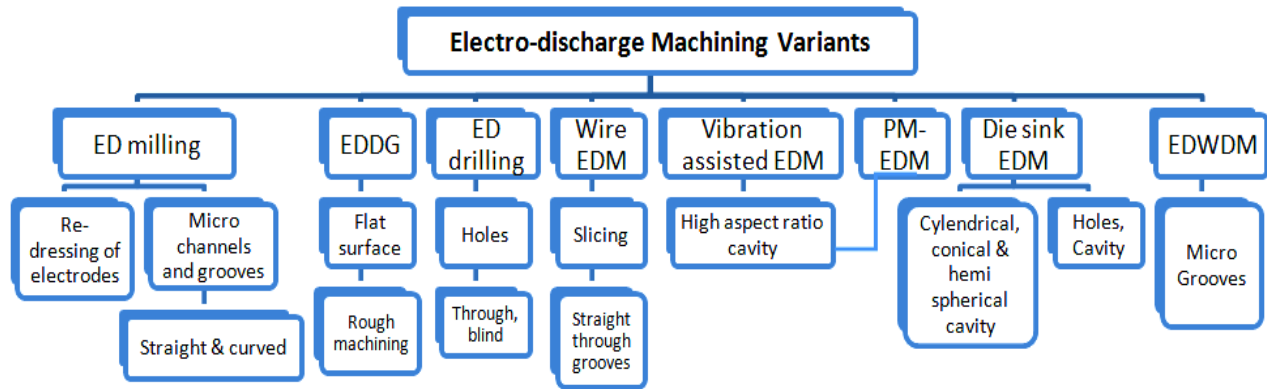 Electro-discharge Machining Variants
ED milling
EDDG
ED
drilling
Wire
EDM
Vibration
assisted EDM
PM-
EDM
Die sink
EDM
EDWDM
Re-
dressing of
electrodes
Micro
channels
and grooves
Flat
surface
Holes
Slicing
High aspect ratio
cavity
Cylendrical,
conical &
hemi
spherical
cavity
Holes,
Cavity
Micro
Grooves
Straight & curved
Rough
machining
Through,
blind
Straight
through
grooves